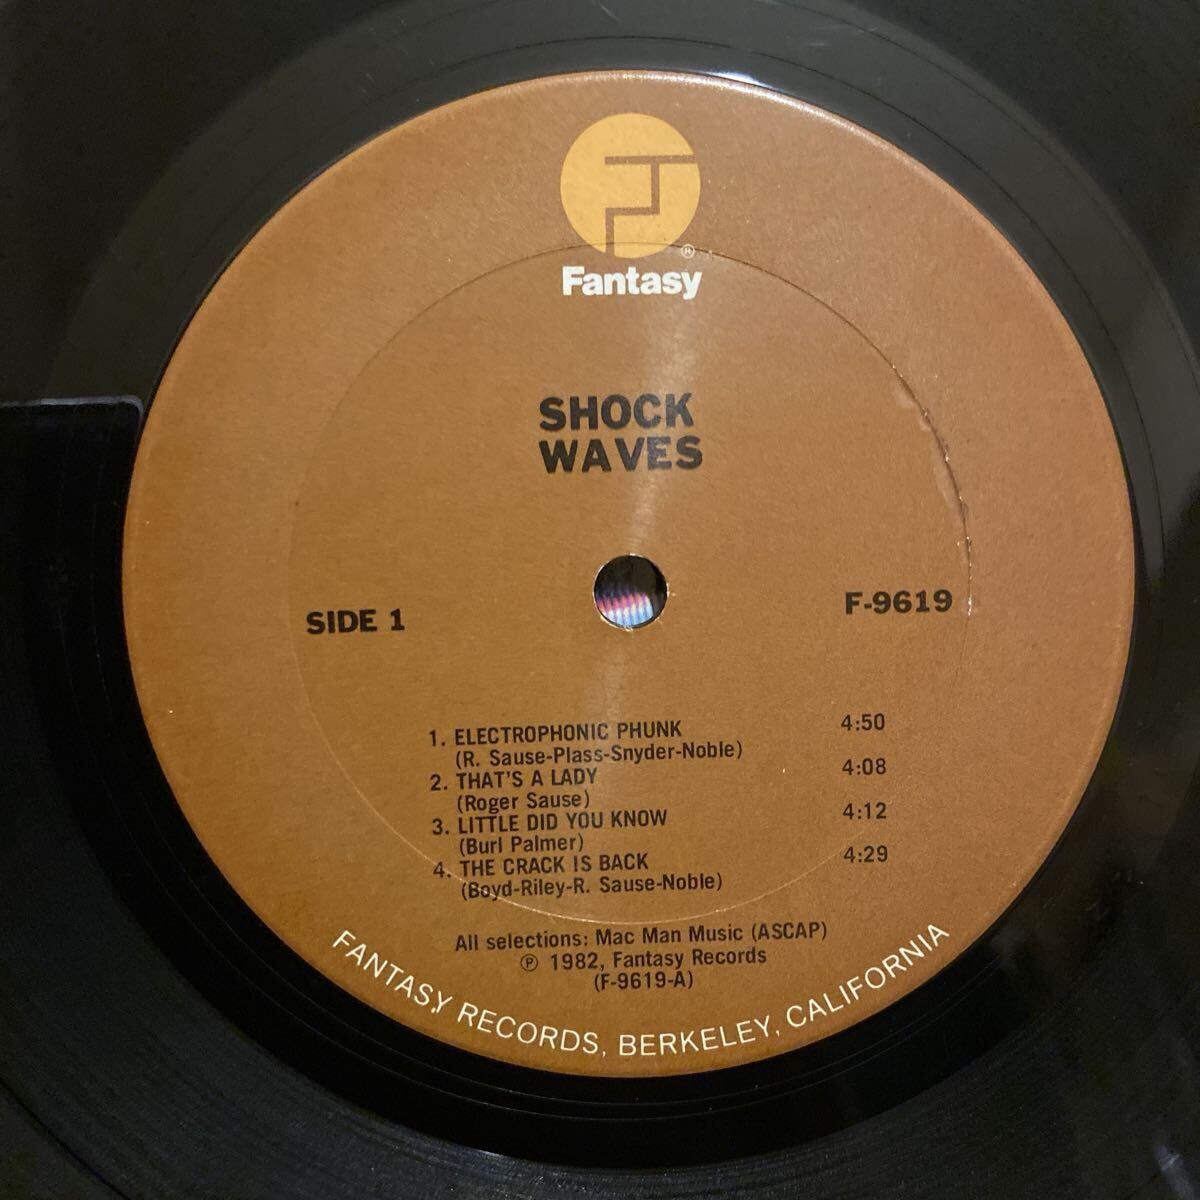 ®
Fantasy
SHOCK
WAVES
SIDE 1
F-9619
1. ELECTROPHONIC PHUNK 4:50
(R. Sause-Plass-Snyder-Noble)
2. THAT'S A LADY 4:08
(Roger Sause)
3. LITTLE DID YOU KNOW 4:12
(Burl Palmer)
4. THE CRACK IS BACK 4:29
(Boyd-Riley-R. Sause-Noble)
All selections: Mac Man Music (ASCAP)
℗ 1982, Fantasy Records
(F-9619-A)
FANTASY RECORDS, BERKELEY, CALIFORNIA